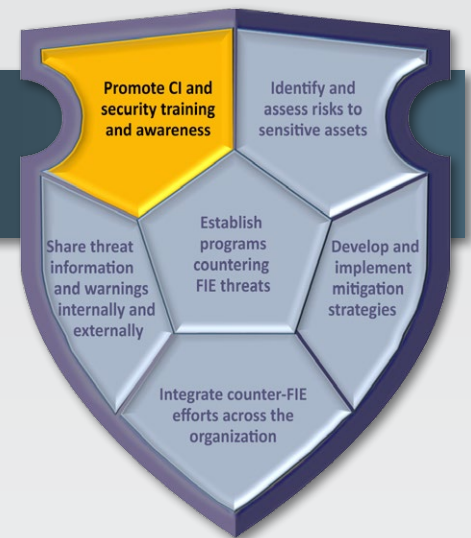 Promote CI and
security training
and awareness
Identify and
assess risks to
sensitive assets
Share threat
information
and warnings
internally and
externally
Establish
programs
countering
FIE threats
Develop and
implement
mitigation
strategies
Integrate counter-FIE
efforts across the
organization